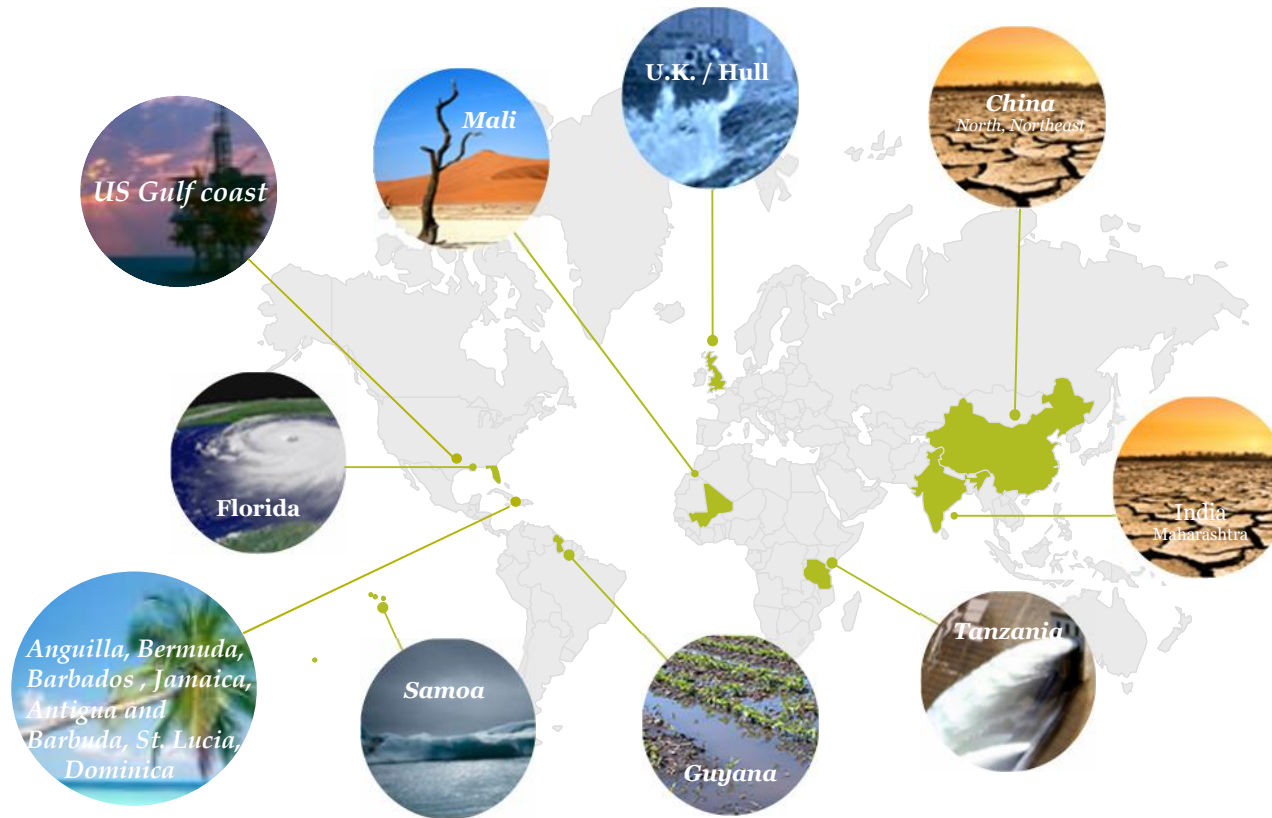 U.K. / Hull
China
North, Northeast
Mali
US Gulf coast
Florida
India
Maharashtra
Anguilla, Bermuda,
Barbados , Jamaica,
Antigua and
Barbuda, St. Lucia,
Dominica
Samoa
Guyana
Tanzania